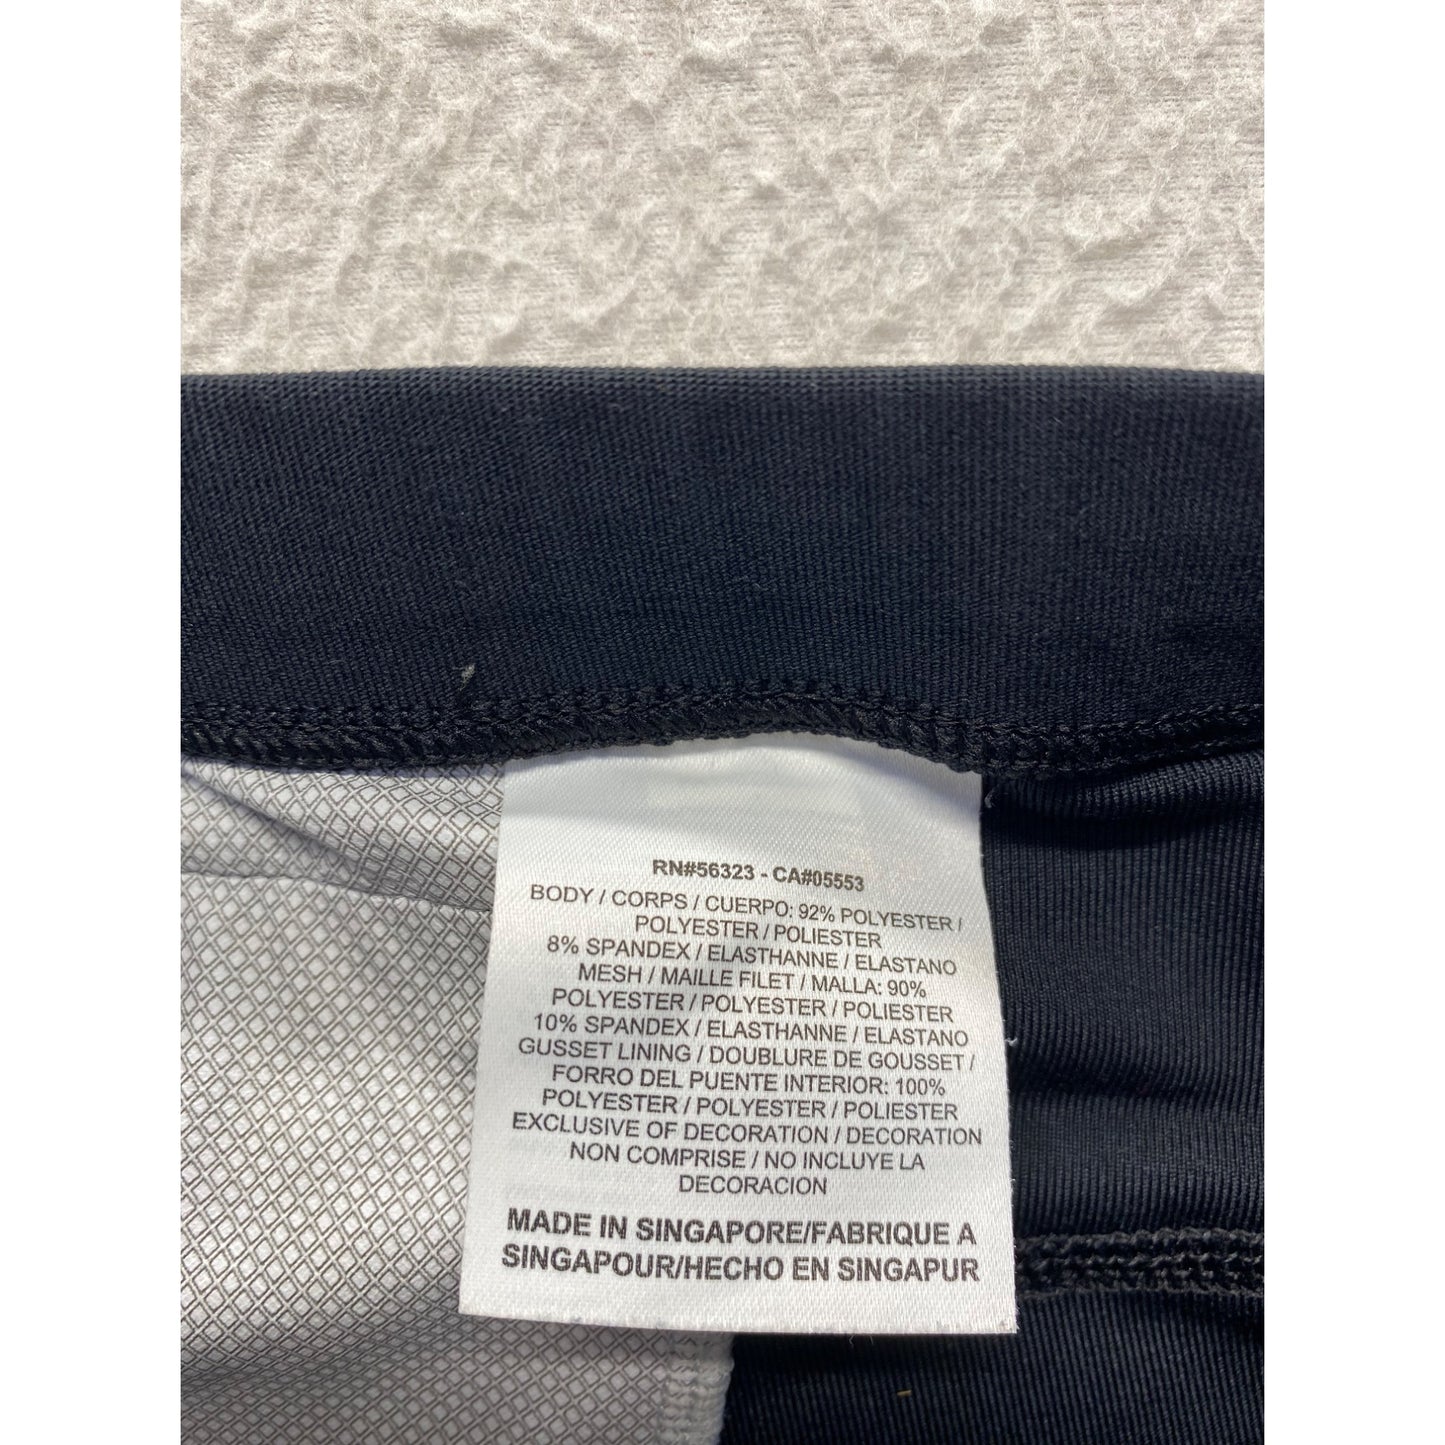 RN#56323 - CA#05553
BODY / CORPS / CUERPO: 92% POLYESTER /
POLYESTER / POLIESTER
8% SPANDEX / ELASTHANNE / ELASTANO
MESH / MAILLE FILET / MALLA: 90%
POLYESTER / POLYESTER / POLIESTER
10% SPANDEX / ELASTHANNE / ELASTANO
GUSSET LINING / DOUBLURE DE GOUSSET /
FORRO DEL PUENTE INTERIOR: 100%
POLYESTER / POLYESTER / POLIESTER
EXCLUSIVE OF DECORATION / DECORATION
NON COMPRISE / NO INCLUYE LA
DECORACION
MADE IN SINGAPORE/FABRIQUE A
SINGAPOUR/HECHO EN SINGAPUR